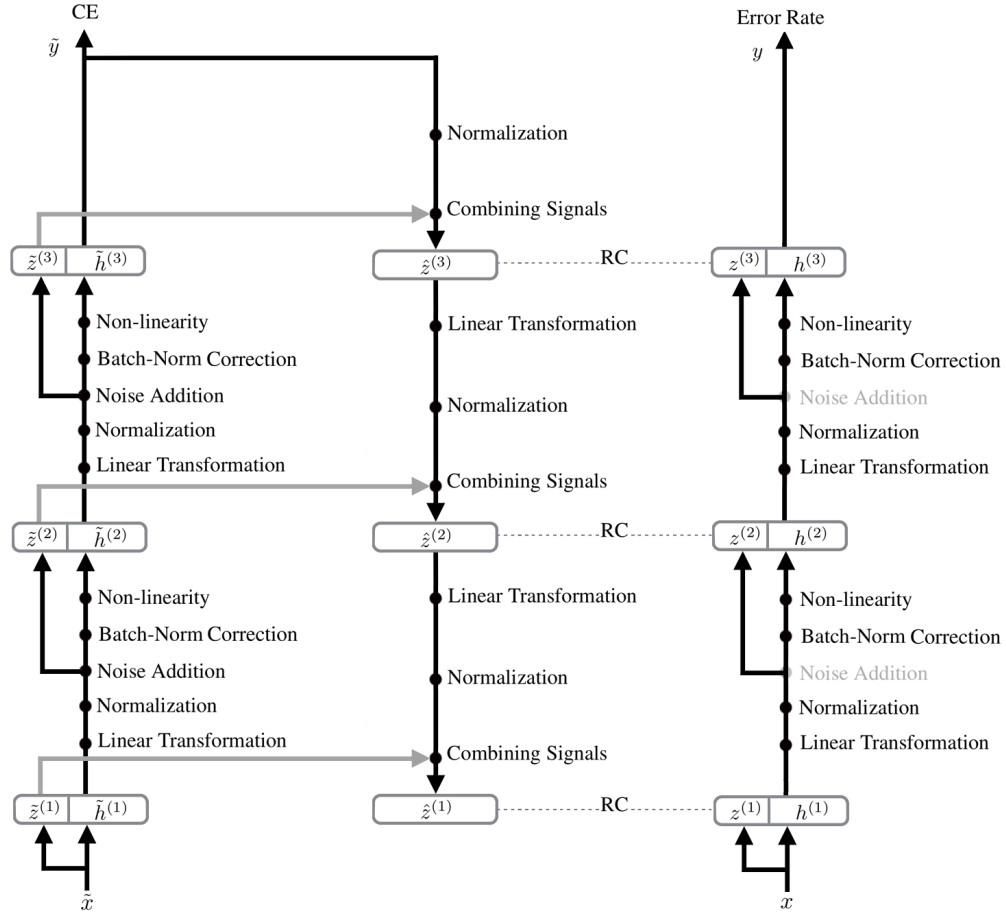 CE
Error Rate
ỹ
y
Normalization
Combining Signals
z̃⁽³⁾ h̃⁽³⁾
ẑ⁽³⁾
RC
z⁽³⁾ h⁽³⁾
Non-linearity
Linear Transformation
Non-linearity
Batch-Norm Correction
Batch-Norm Correction
Noise Addition
Normalization
Noise Addition
Normalization
Normalization
Linear Transformation
Combining Signals
Linear Transformation
z̃⁽²⁾ h̃⁽²⁾
ẑ⁽²⁾
RC
z⁽²⁾ h⁽²⁾
Non-linearity
Linear Transformation
Non-linearity
Batch-Norm Correction
Batch-Norm Correction
Noise Addition
Normalization
Noise Addition
Normalization
Normalization
Linear Transformation
Combining Signals
Linear Transformation
z̃⁽¹⁾ h̃⁽¹⁾
ẑ⁽¹⁾
RC
z⁽¹⁾ h⁽¹⁾
x̃
x